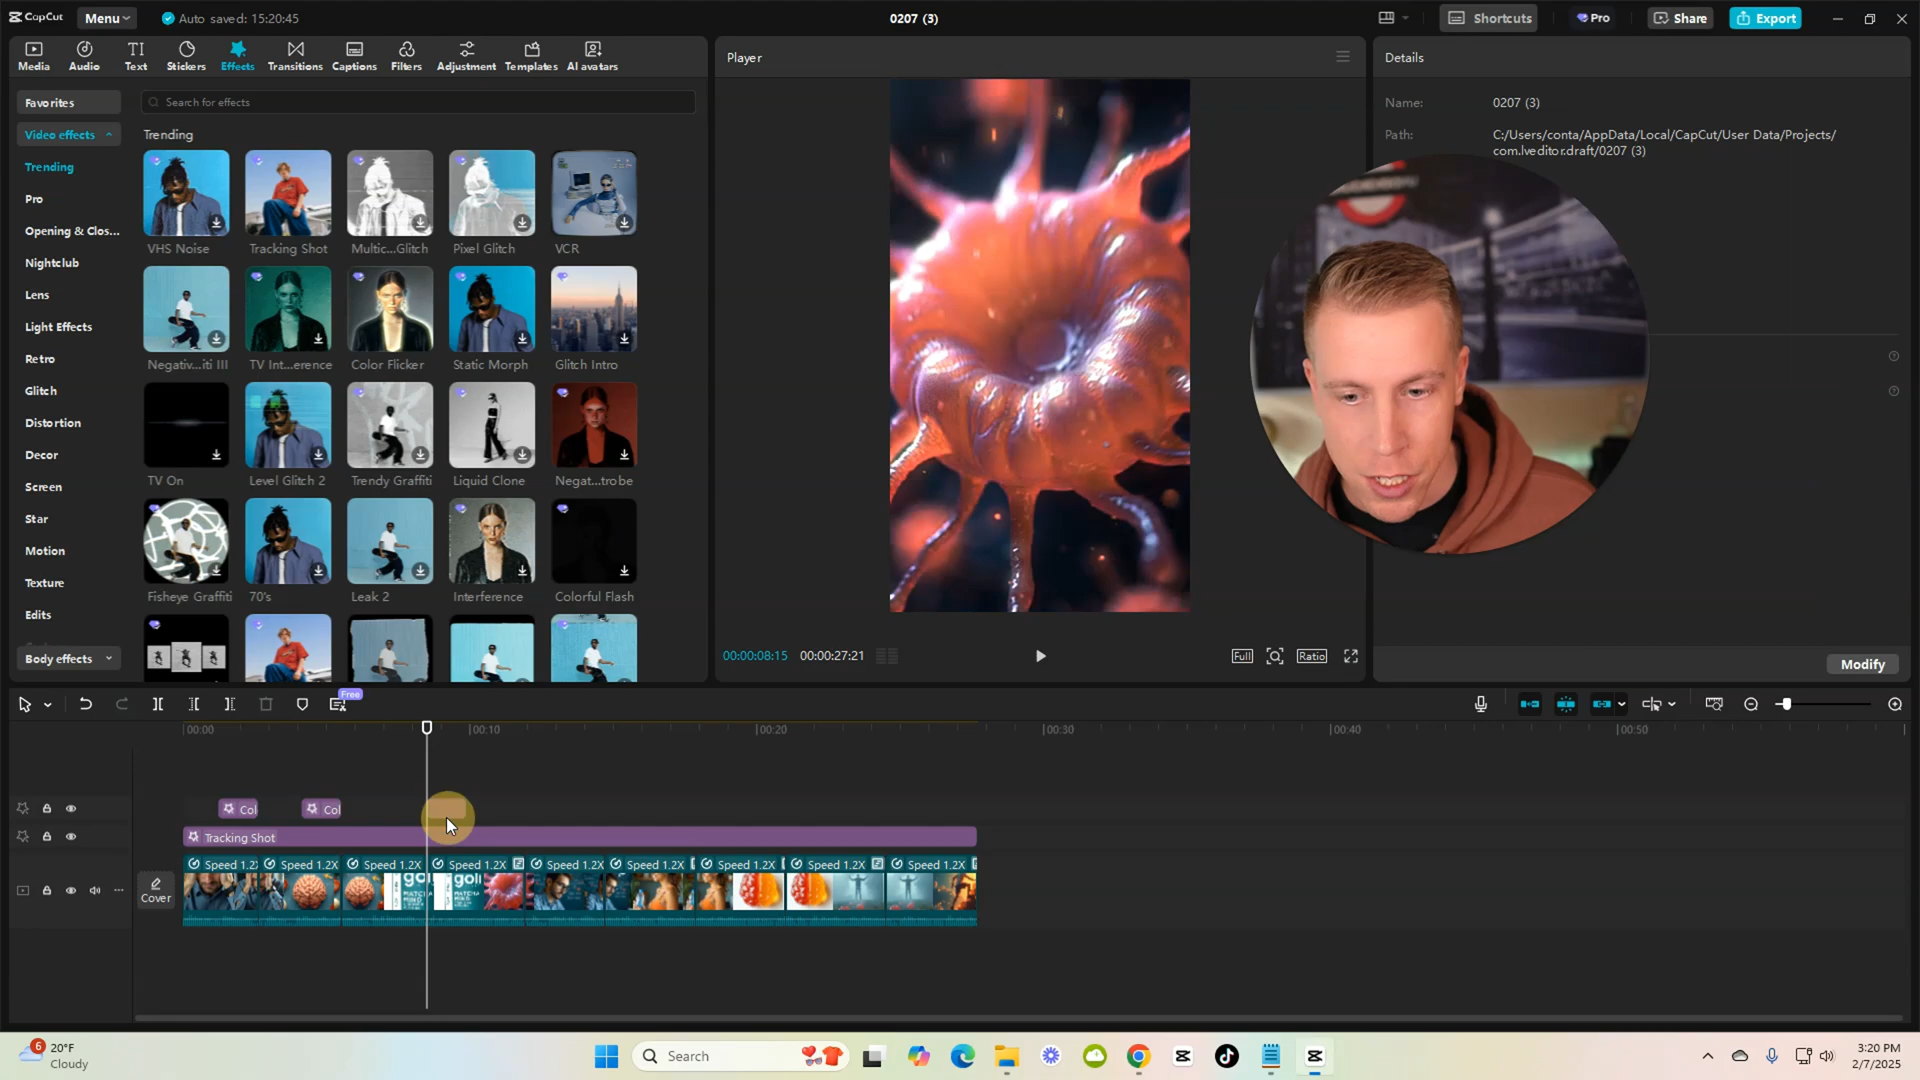 CapCut
Menu
Auto saved: 15:20:45
0207 (3)
Shortcuts
Pro
Share
Export
Media
Audio
Text
Stickers
Effects
Transitions
Captions
Filters
Adjustment
Templates
AI avatars
Favorites
Video effects
Trending
Pro
Opening & Clos...
Nightclub
Lens
Light Effects
Retro
Glitch
Distortion
Decor
Screen
Star
Motion
Texture
Edits
Body effects
Search for effects
Trending
VHS Noise
Tracking Shot
Multic...Glitch
Pixel Glitch
VCR
Negativ...iti III
TV Int...erence
Color Flicker
Static Morph
Glitch Intro
TV On
Level Glitch 2
Trendy Graffiti
Liquid Clone
Negat...trobe
Fisheye Graffiti
70's
Leak 2
Interference
Colorful Flash
Player
00:00:08:15
00:00:27:21
Full
Ratio
Details
Name:
0207 (3)
Path:
C:/Users/conta/AppData/Local/CapCut/User Data/Projects/
com.lveditor.draft/0207 (3)
Modify
Free
00:00
00:10
00:20
00:30
00:40
00:50
Col
Col
Tracking Shot
Cover
Speed 1.2X
Speed 1.2X
Speed 1.2X
Speed 1.2X
Speed 1.2X
Speed 1.2X
Speed 1.2X
Speed 1.2X
Speed 1.2X
goli
goli
MATCHA
MIND
6
20°F
Cloudy
Search
3:20 PM
2/7/2025